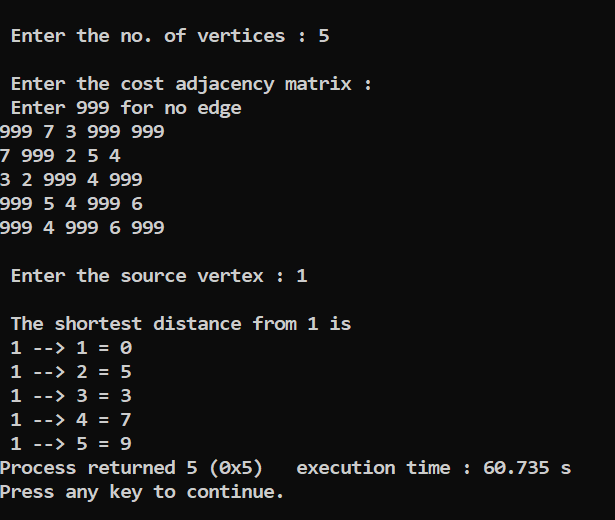 Enter the no. of vertices : 5
Enter the cost adjacency matrix :
Enter 999 for no edge
999 7 3 999 999
7 999 2 5 4
3 2 999 4 999
999 5 4 999 6
999 4 999 6 999
Enter the source vertex : 1
The shortest distance from 1 is
1 --> 1 = 0
1 --> 2 = 5
1 --> 3 = 3
1 --> 4 = 7
1 --> 5 = 9
Process returned 5 (0x5)   execution time : 60.735 s
Press any key to continue.